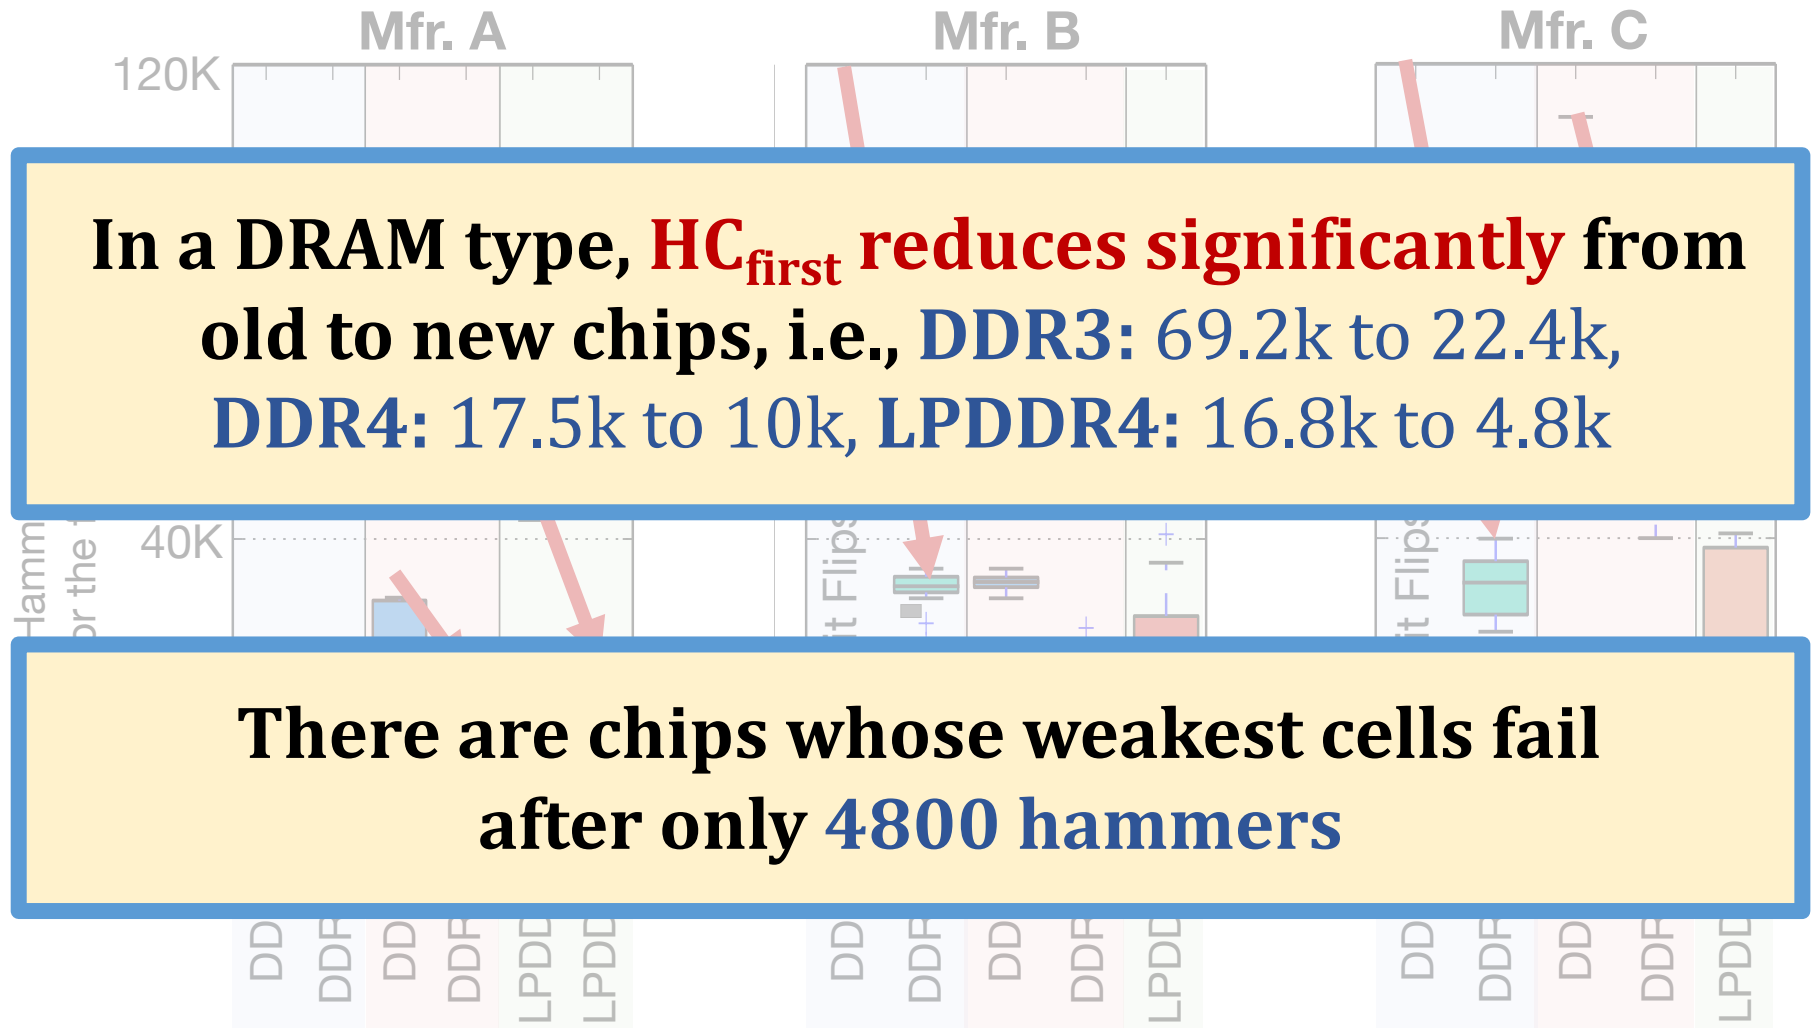 Mfr. A
Mfr. B
Mfr. C
120K
In a DRAM type, HCfirst reduces significantly from
old to new chips, i.e., DDR3: 69.2k to 22.4k,
DDR4: 17.5k to 10k, LPDDR4: 16.8k to 4.8k
40K
There are chips whose weakest cells fail
after only 4800 hammers